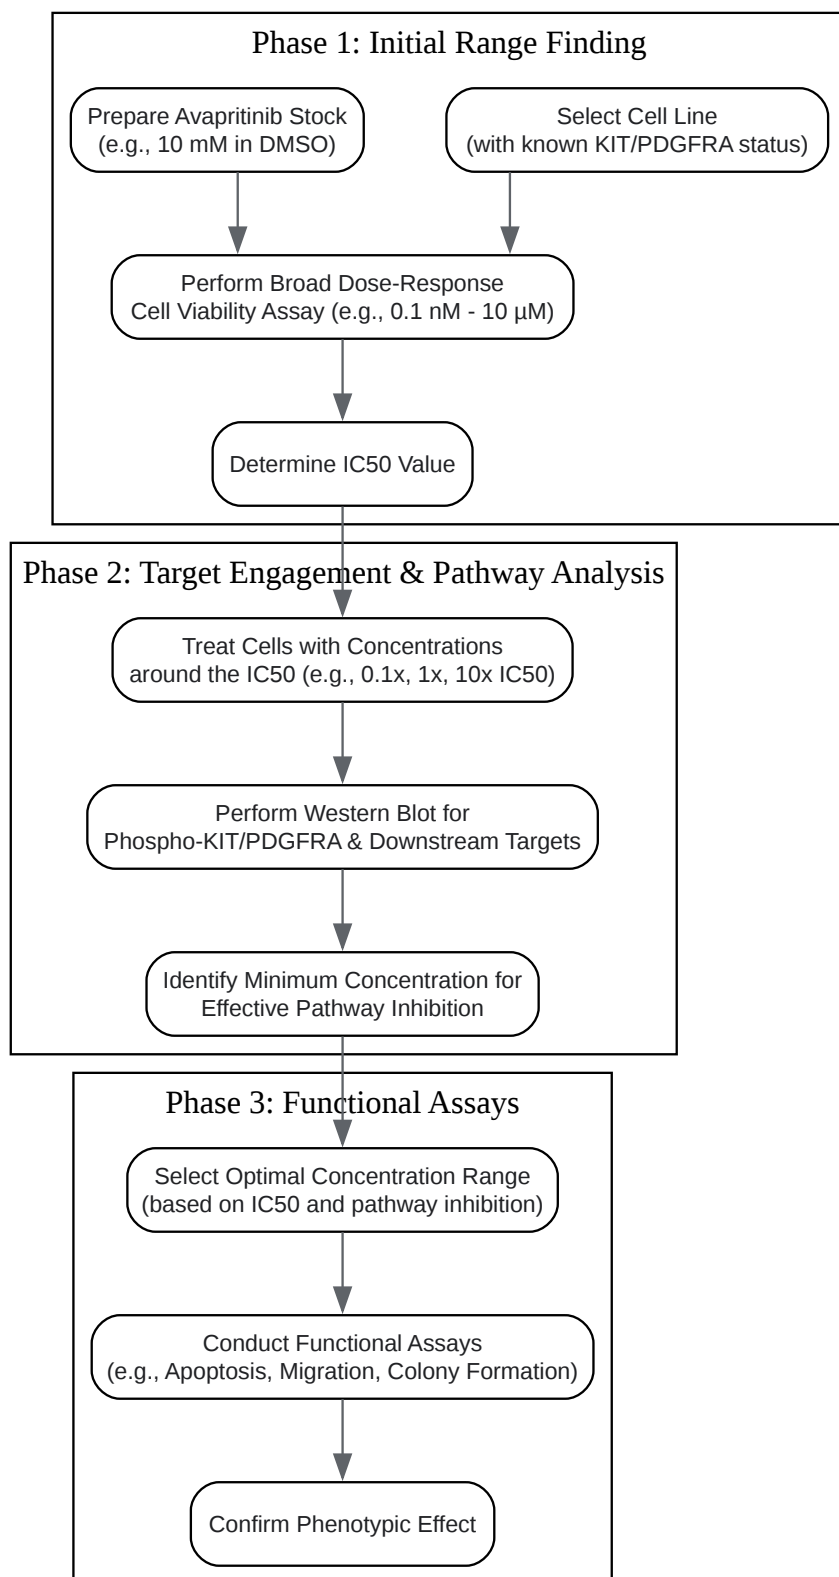 Phase 1: Initial Range Finding
Prepare Avapritinib Stock
(e.g., 10 mM in DMSO)
Select Cell Line
(with known KIT/PDGFRA status)
Perform Broad Dose-Response
Cell Viability Assay (e.g., 0.1 nM - 10 µM)
Determine IC50 Value
Phase 2: Target Engagement & Pathway Analysis
Treat Cells with Concentrations
around the IC50 (e.g., 0.1x, 1x, 10x IC50)
Perform Western Blot for
Phospho-KIT/PDGFRA & Downstream Targets
Identify Minimum Concentration for
Effective Pathway Inhibition
Phase 3: Functional Assays
Select Optimal Concentration Range
(based on IC50 and pathway inhibition)
Conduct Functional Assays
(e.g., Apoptosis, Migration, Colony Formation)
Confirm Phenotypic Effect